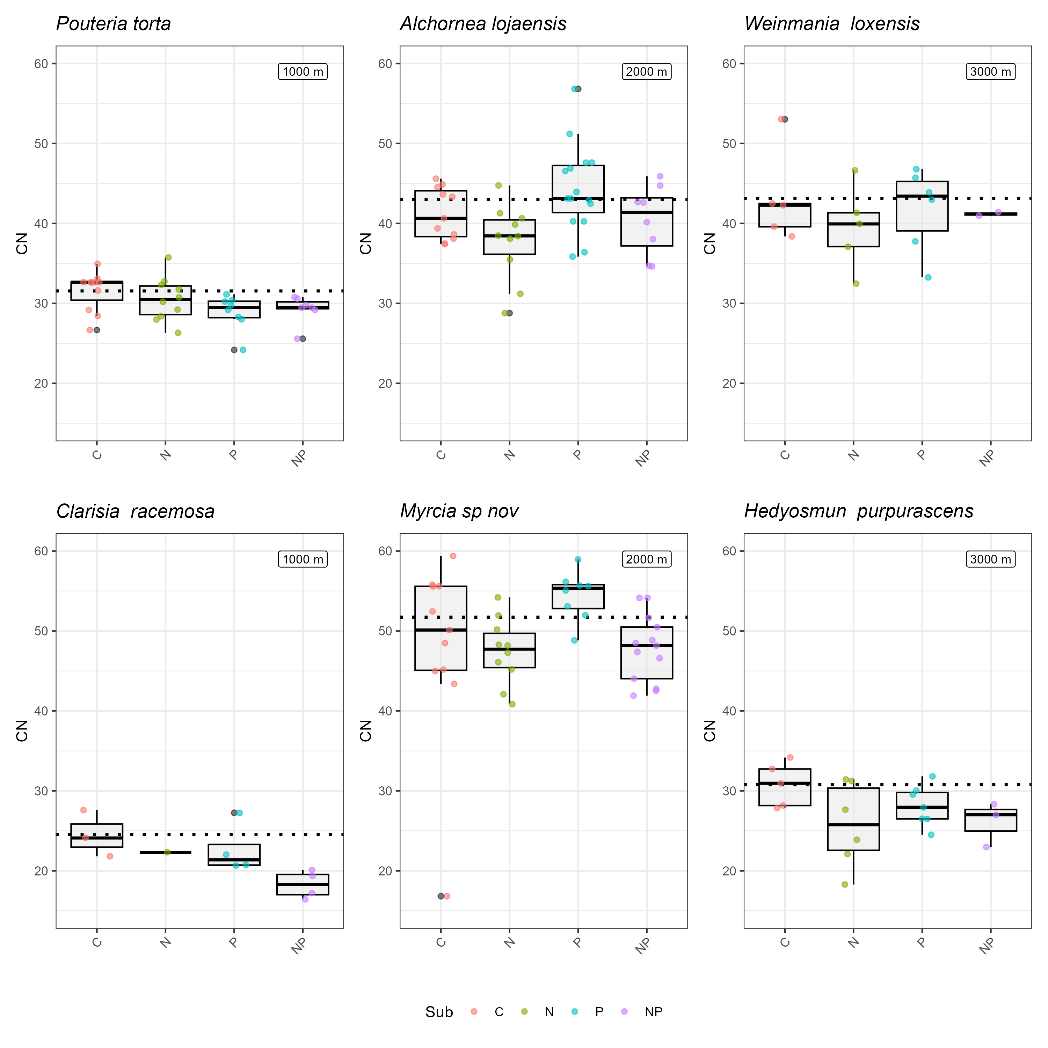 Pouteria torta
Alchornea lojaensis
Weinmania  loxensis
1000 m
2000 m
3000 m
CN
60
50
40
30
20
C N P NP
CN
60
50
40
30
20
C N P NP
CN
60
50
40
30
20
C N P NP
Clarisia  racemosa
Myrcia sp nov
Hedyosmun  purpurascens
1000 m
2000 m
3000 m
CN
60
50
40
30
20
C N P NP
CN
60
50
40
30
20
C N P NP
CN
60
50
40
30
20
C N P NP
Sub C N P NP